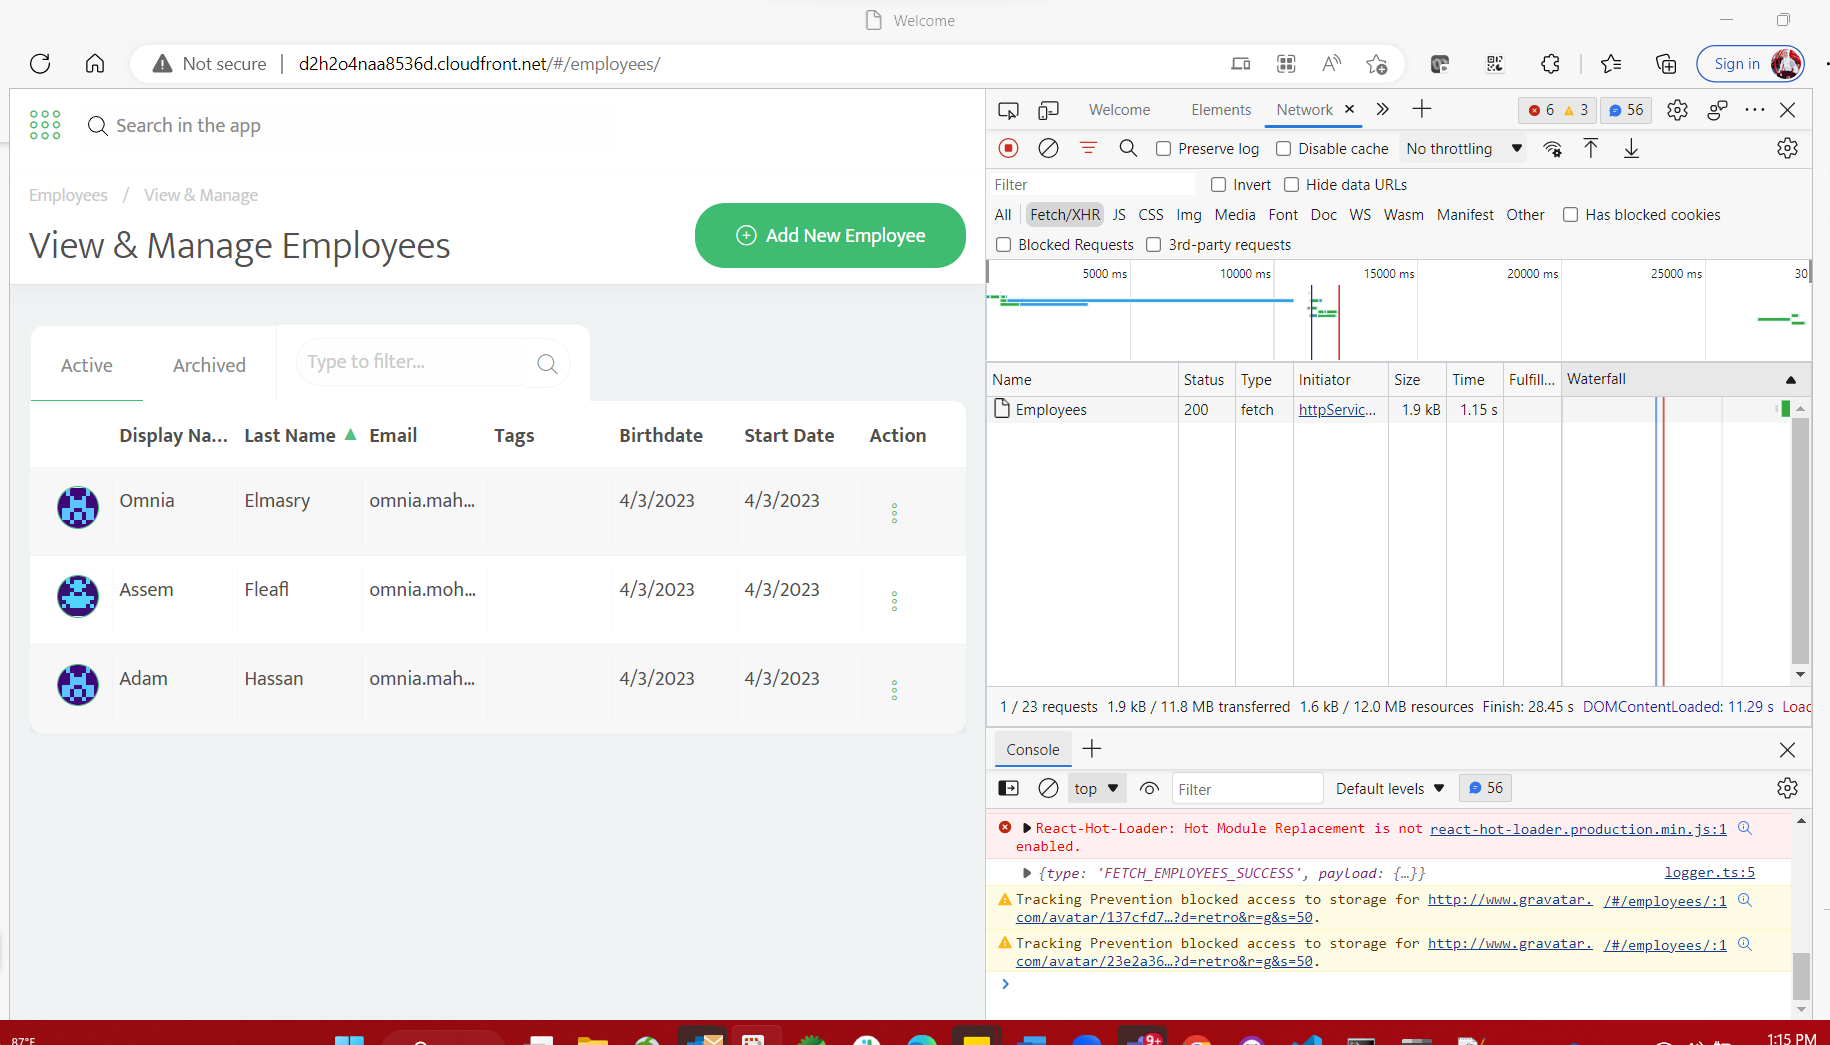 Welcome
Not secure d2h2o4naa8536d.cloudfront.net/#/employees/
Sign in
Search in the app
Employees / View & Manage
View & Manage Employees
Add New Employee
Active Archived Type to filter...
Display Na... Last Name Email Tags Birthdate Start Date Action
Omnia Elmasry omnia.mah... 4/3/2023 4/3/2023
Assem Fleafl omnia.moh... 4/3/2023 4/3/2023
Adam Hassan omnia.mah... 4/3/2023 4/3/2023
Welcome Elements Network 6 3 56
Preserve log Disable cache No throttling
Filter Invert Hide data URLs
All Fetch/XHR JS CSS Img Media Font Doc WS Wasm Manifest Other Has blocked cookies
Blocked Requests 3rd-party requests
5000 ms 10000 ms 15000 ms 20000 ms 25000 ms 30
Name Status Type Initiator Size Time Fulfill... Waterfall
Employees 200 fetch httpServic... 1.9 kB 1.15 s
1 / 23 requests 1.9 kB / 11.8 MB transferred 1.6 kB / 12.0 MB resources Finish: 28.45 s DOMContentLoaded: 11.29 s Load
Console
top Filter Default levels 56
React-Hot-Loader: Hot Module Replacement is not react-hot-loader.production.min.js:1
enabled.
{type: 'FETCH_EMPLOYEES_SUCCESS', payload: {…}} logger.ts:5
Tracking Prevention blocked access to storage for http://www.gravatar. /#/employees/:1
com/avatar/137cfd7…?d=retro&r=g&s=50.
Tracking Prevention blocked access to storage for http://www.gravatar. /#/employees/:1
com/avatar/23e2a36…?d=retro&r=g&s=50.
87°F
9+
1:15 PM